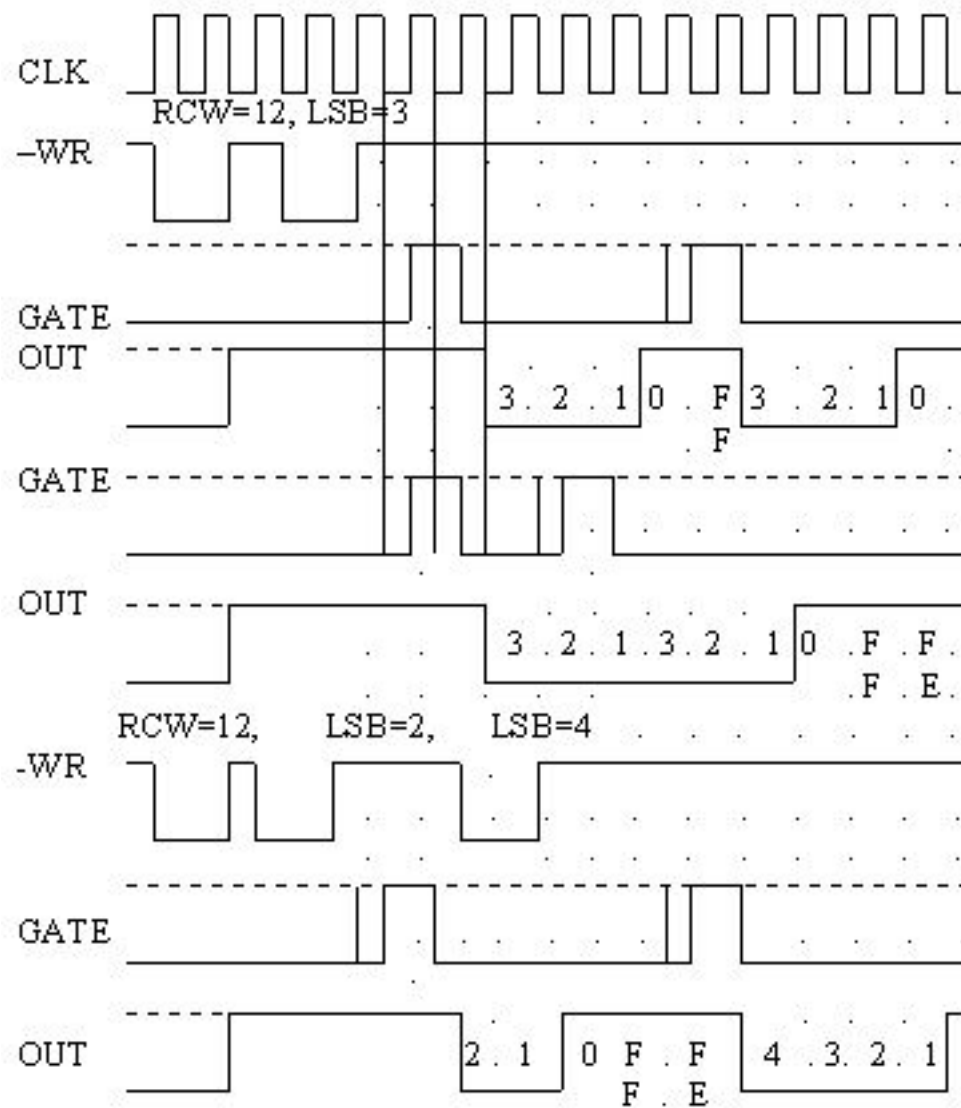 CLK
RCW=12, LSB=3
–WR
GATE
OUT
3 . 2 . 1 0 . F 3 . 2 . 1 0 .
F
GATE
OUT
3 . 2 . 1 . 3 . 2 . 1 0 . F . F .
. F . E .
RCW=12, LSB=2, LSB=4
-WR
GATE
OUT
2 . 1 0 F . F 4 . 3 . 2 . 1
F . E